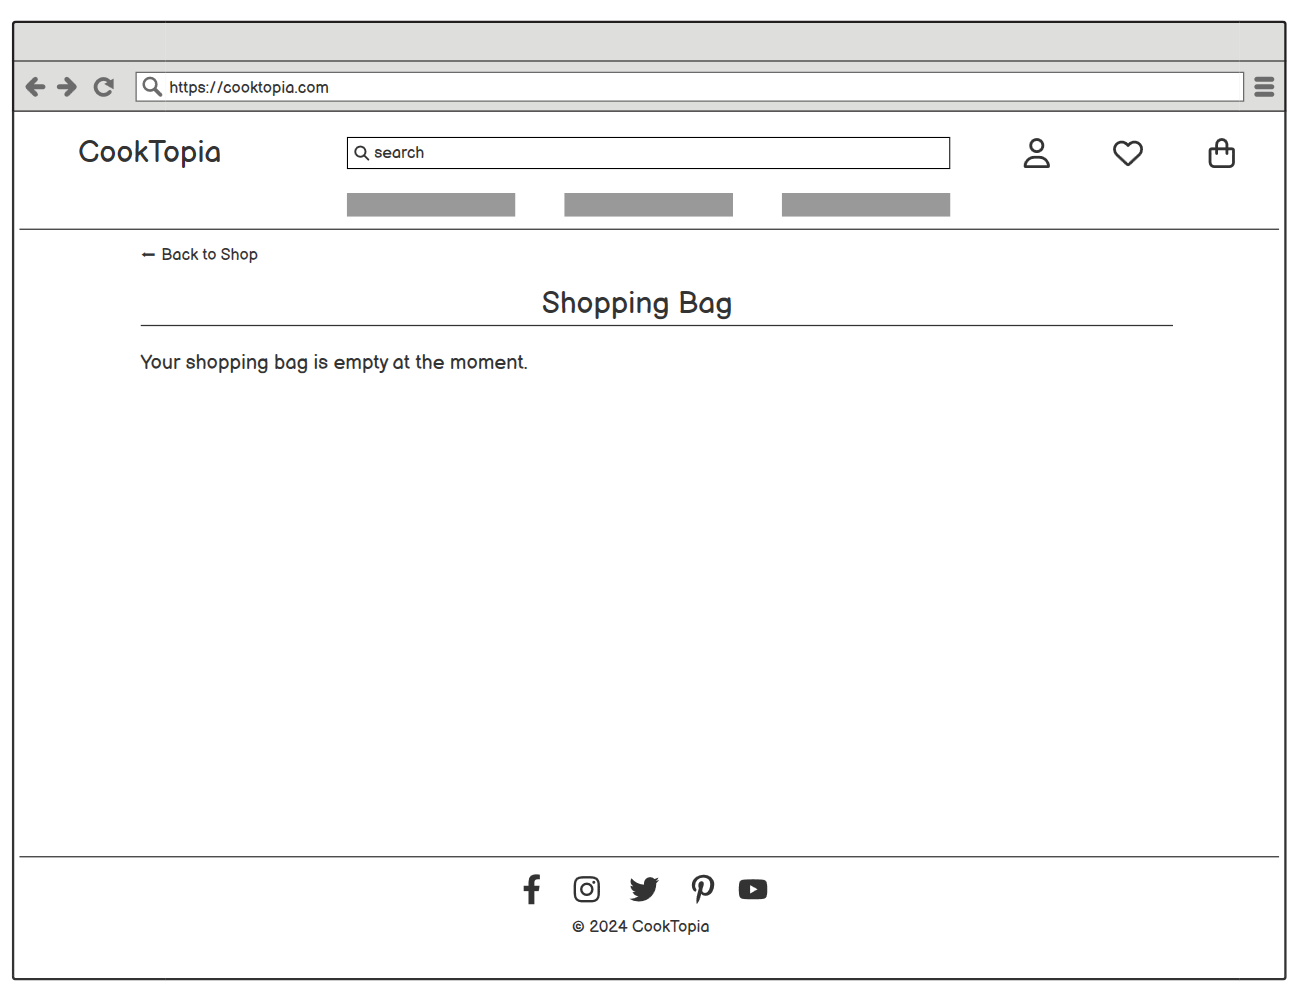 https://cooktopia.com
CookTopia
search
← Back to Shop
Shopping Bag
Your shopping bag is empty at the moment.
© 2024 CookTopia